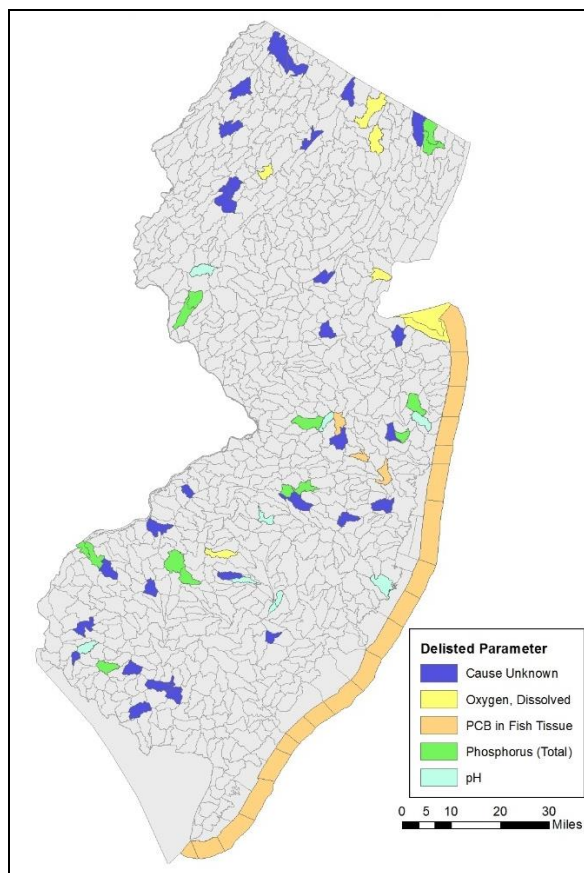 Delisted Parameter
Cause Unknown
Oxygen, Dissolved
PCB in Fish Tissue
Phosphorus (Total)
pH
0 5 10 20 30
Miles